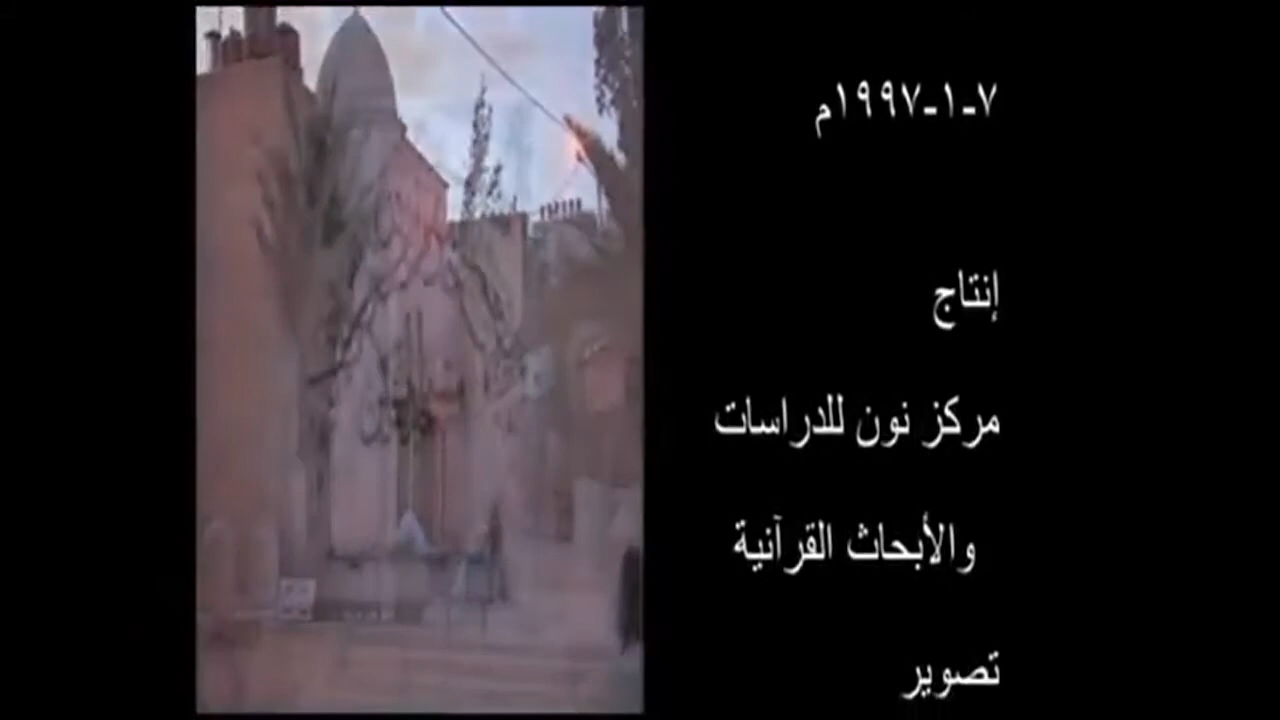 ٧-١-١٩٩٧م
إنتاج
مركز نون للدراسات
والأبحاث القرآنية
تصوير